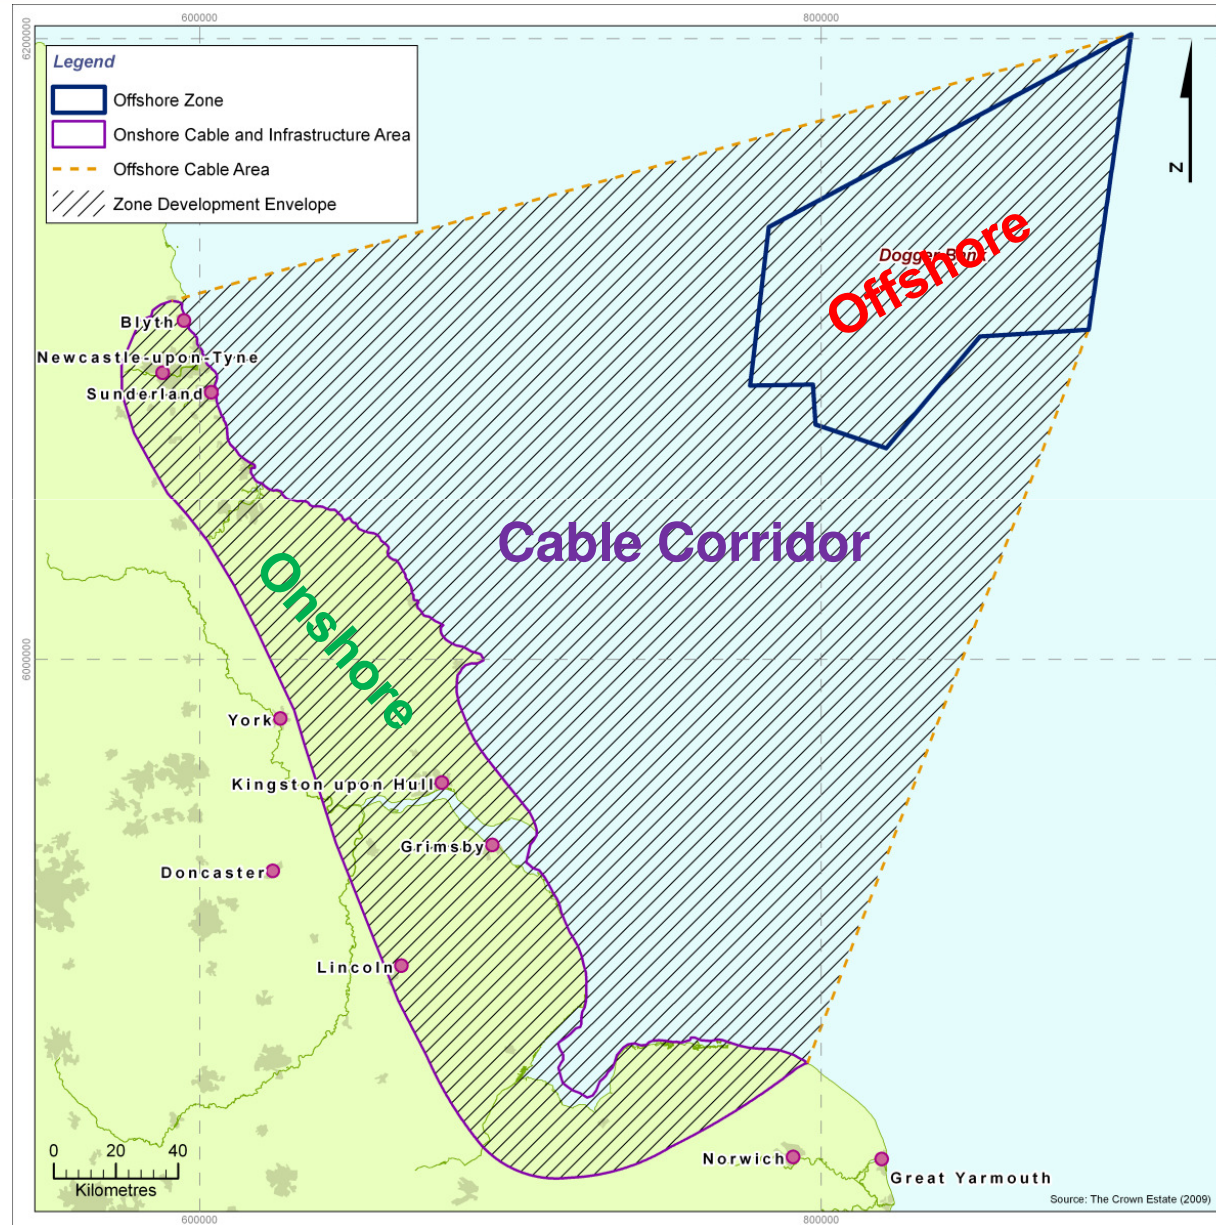 600000
800000
6200000
Legend
Offshore Zone
Onshore Cable and Infrastructure Area
Offshore Cable Area
Zone Development Envelope
N
Dogger Bank
Offshore
Blyth
Newcastle-upon-Tyne
Sunderland
Cable Corridor
Onshore
6000000
York
Kingston upon Hull
Grimsby
Doncaster
Lincoln
0 20 40
Kilometres
Norwich
Great Yarmouth
Source: The Crown Estate (2009)
600000
800000